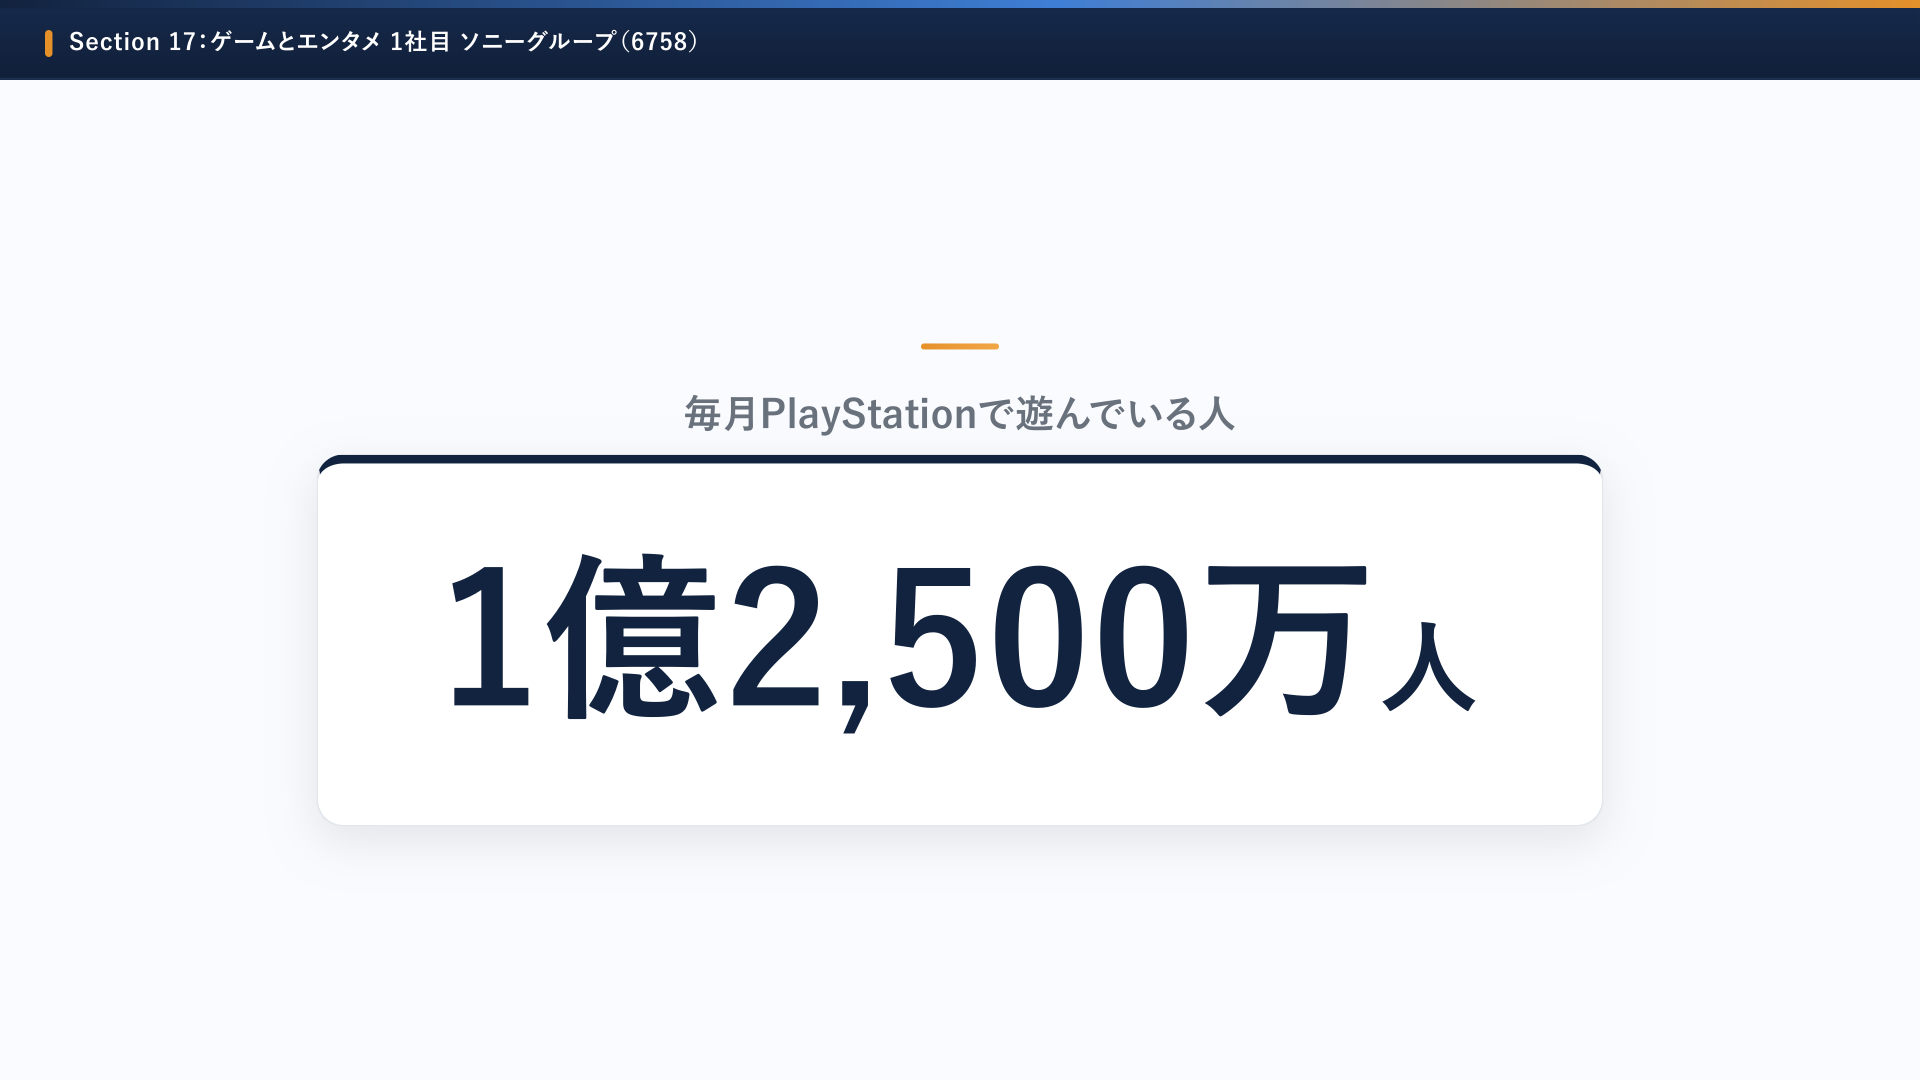 Section 17：ゲームとエンタメ 1社目 ソニーグループ（6758）
毎月PlayStationで遊んでいる人
1億2,500万人